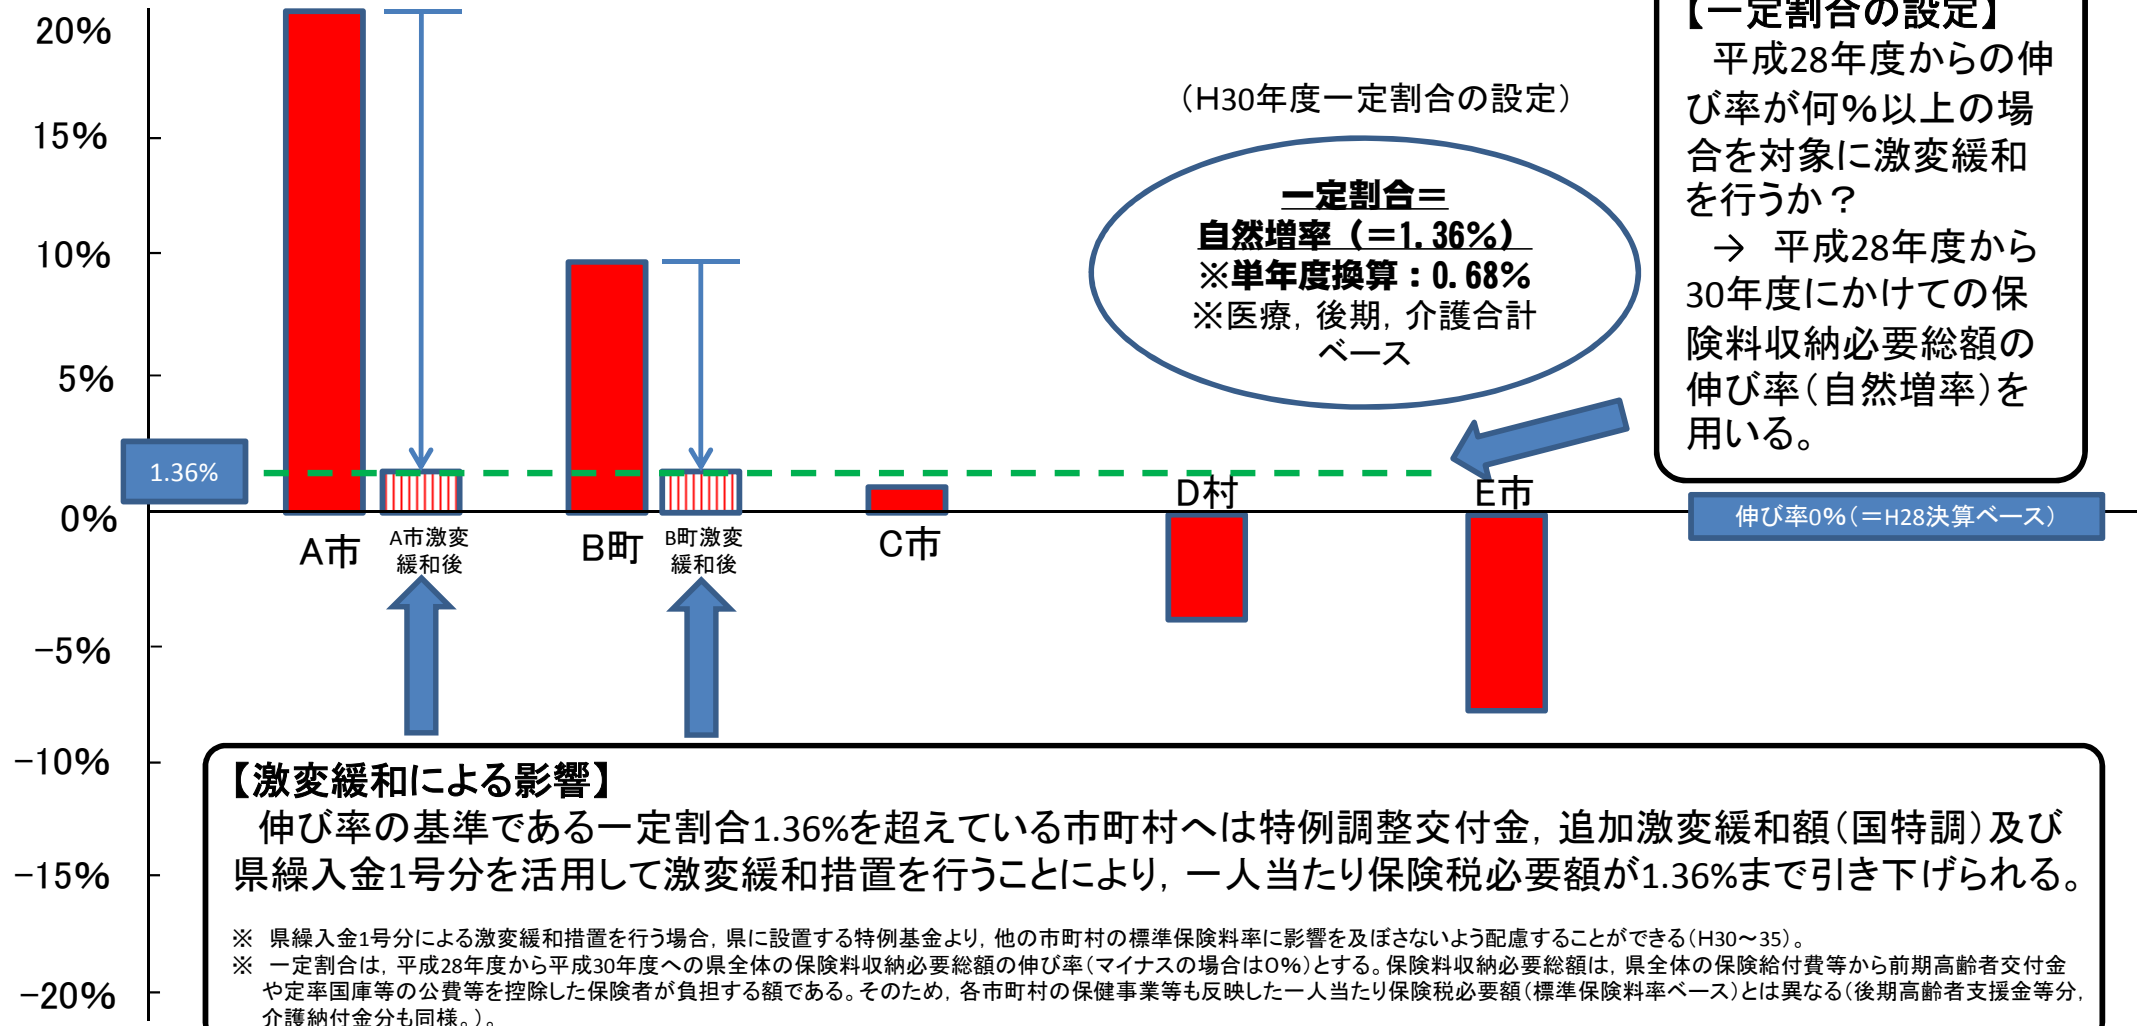 20%
15%
10%
5%
1.36%
0%
-5%
-10%
-15%
-20%
A市
A市激変
緩和後
B町
B町激変
緩和後
C市
D村
E市
(H30年度一定割合の設定)
一定割合=
自然増率(=1.36%)
※単年度換算:0.68%
※医療,後期,介護合計
ベース
【一定割合の設定】
平成28年度からの伸
び率が何%以上の場
合を対象に激変緩和
を行うか?
→ 平成28年度から
30年度にかけての保
険料収納必要総額の
伸び率(自然増率)を
用いる。
伸び率0%(=H28決算ベース)
【激変緩和による影響】
伸び率の基準である一定割合1.36%を超えている市町村へは特例調整交付金,追加激変緩和額(国特調)及び
県繰入金1号分を活用して激変緩和措置を行うことにより,一人当たり保険税必要額が1.36%まで引き下げられる。
※ 県繰入金1号分による激変緩和措置を行う場合,県に設置する特例基金より,他の市町村の標準保険料率に影響を及ぼさないよう配慮することができる(H30~35)。
※ 一定割合は,平成28年度から平成30年度への県全体の保険料収納必要総額の伸び率(マイナスの場合は0%)とする。保険料収納必要総額は,県全体の保険給付費等から前期高齢者交付金
や定率国庫等の公費等を控除した保険者が負担する額である。そのため,各市町村の保健事業等も反映した一人当たり保険税必要額(標準保険料率ベース)とは異なる(後期高齢者支援金等分,
介護納付金分も同様。)。